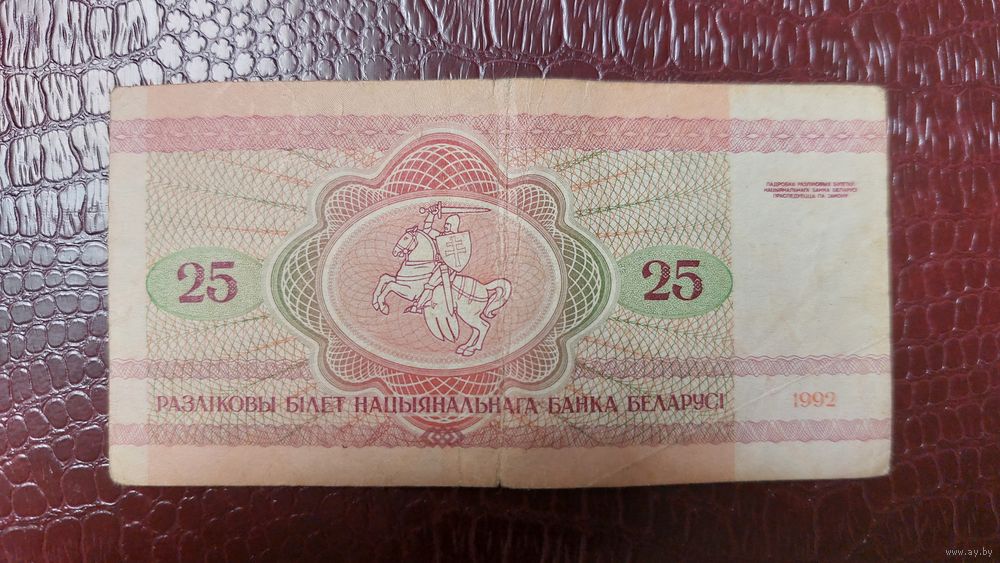 ПАДРОБКА РАЗЛІКОВЫХ БІЛЕТАЎ
НАЦЫЯНАЛЬНАГА БАНКА БЕЛАРУСІ
ПРАСЛЕДУЕЦЦА ПА ЗАКОНУ
25
25
РАЗЛІКОВЫ БІЛЕТ НАЦЫЯНАЛЬНАГА БАНКА БЕЛАРУСІ
1992
www.ay.by